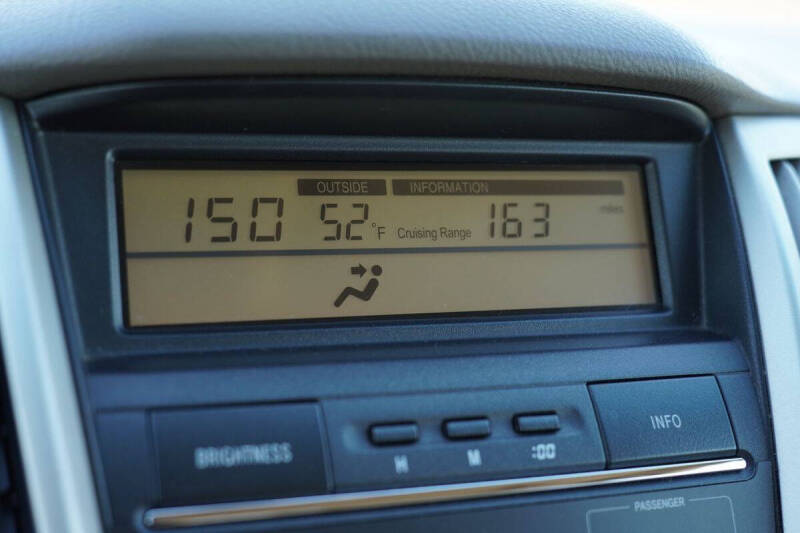 OUTSIDE INFORMATION
150 52°F Cruising Range 163 miles
BRIGHTNESS H M :00 INFO
PASSENGER